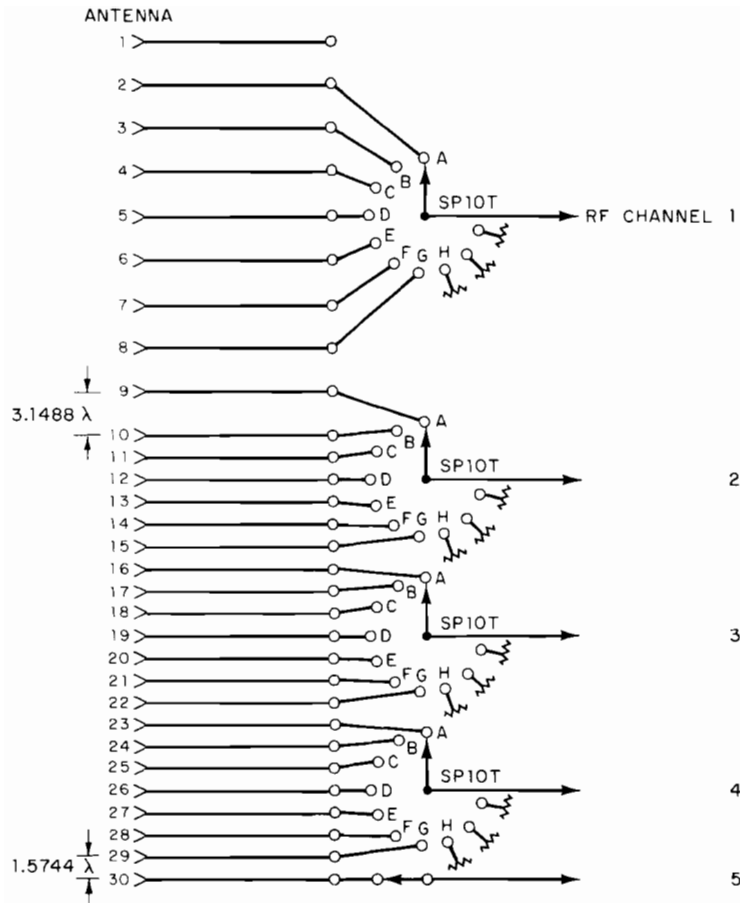 ANTENNA
1
2
A
3
B
4
C
SP10T
5
D
RF CHANNEL 1
E
6
F G H
7
8
9
3.1488 λ
A
10
B
11
C
SP10T
12
D
2
13
E
14
F G H
15
16
A
17
B
18
C
SP10T
19
D
3
20
E
21
F G H
22
23
A
24
B
25
C
SP10T
26
D
4
27
E
28
F G H
29
1.5744 λ
30
5